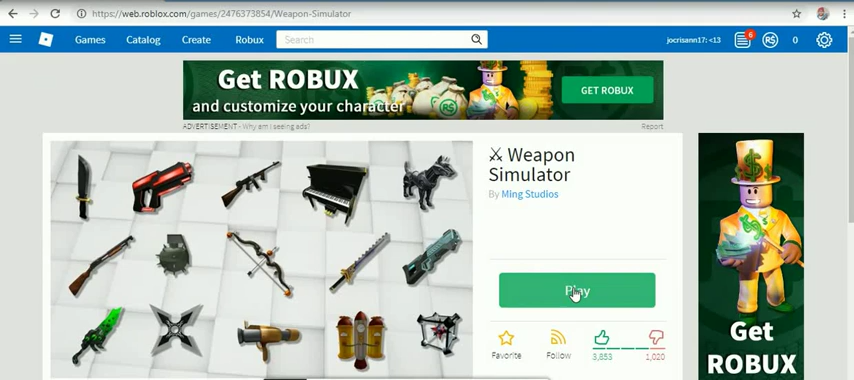 https://web.roblox.com/games/2476373854/Weapon-Simulator
Games Catalog Create Robux Search jocrisann17: <13 6 R$ 0
Get ROBUX
and customize your character
GET ROBUX
ADVERTISEMENT - Why am I seeing ads? Report
Weapon
Simulator
By Ming Studios
Play
Favorite Follow 3,853 1,020
Get
ROBUX